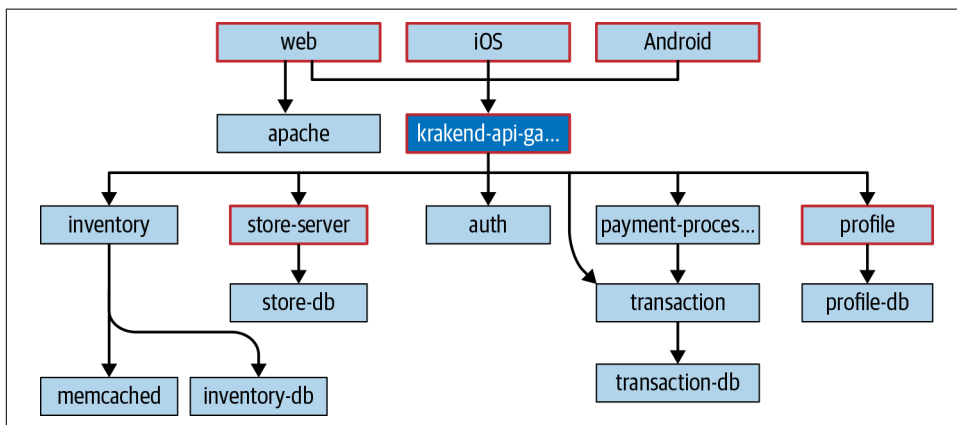 web
iOS
Android
apache
krakend-api-ga...
inventory
store-server
auth
payment-proces...
profile
store-db
transaction
profile-db
memcached
inventory-db
transaction-db